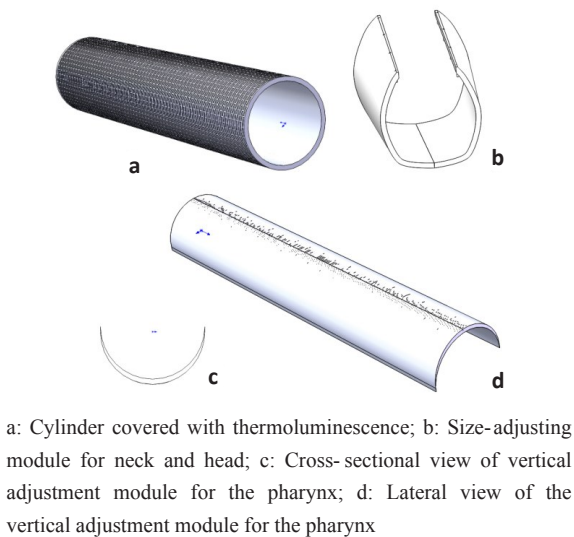 a
b
c
d
a: Cylinder covered with thermoluminescence; b: Size-adjusting
module for neck and head; c: Cross- sectional view of vertical
adjustment module for the pharynx; d: Lateral view of the
vertical adjustment module for the pharynx